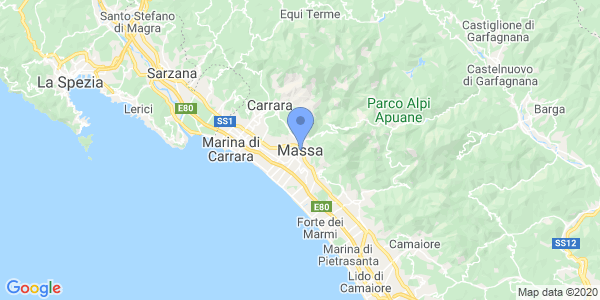 Equi Terme
Santo Stefano
di Magra
Castiglione di
Garfagnana
Castelnuovo
di Garfagnana
La Spezia
Sarzana
Lerici
E80
Carrara
SS1
Parco Alpi
Apuane
Barga
Marina di
Carrara
Massa
E80
Forte dei
Marmi
Camaiore
SS12
Marina di
Pietrasanta
Lido di
Camaiore
Google
Map data ©2020